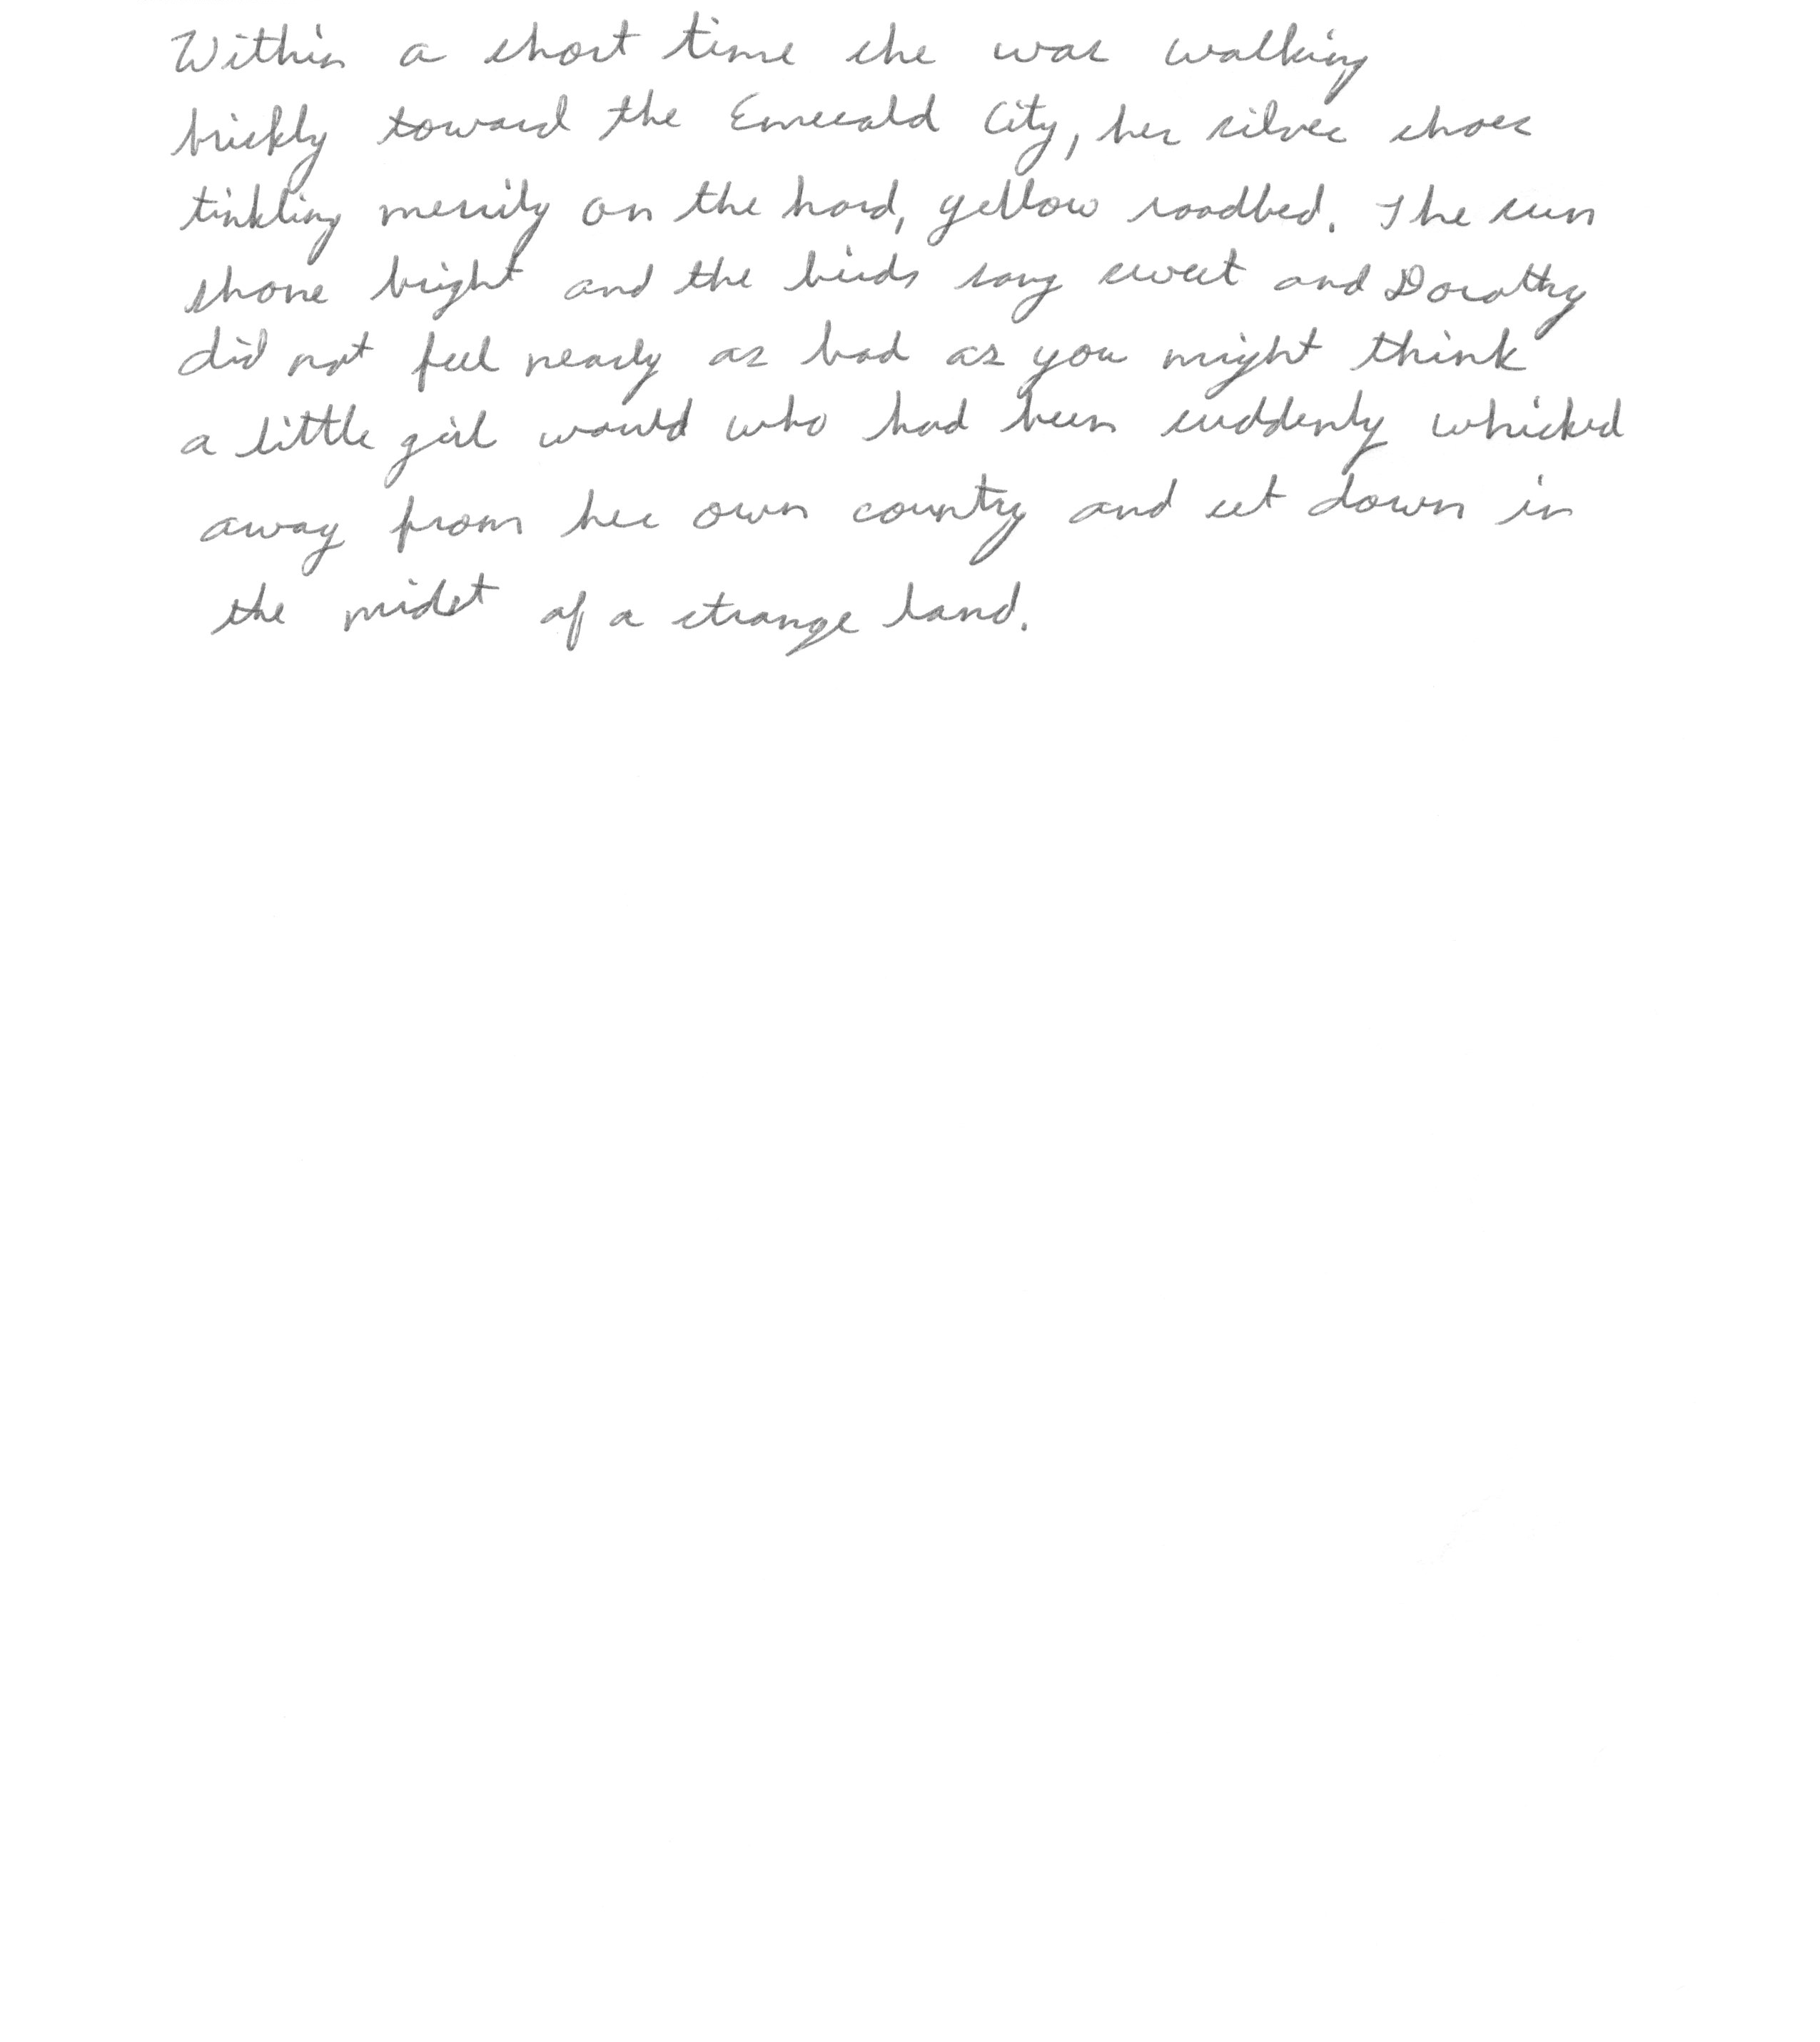 Within a short time she was walking
briskly toward the Emerald City, her silver shoes
tinkling merrily on the hard, yellow roadbed. The sun
shone bright and the birds sang sweet and Dorothy
did not feel nearly as bad as you might think
a little girl would who had been suddenly whisked
away from her own country and set down in
the midst of a strange land.